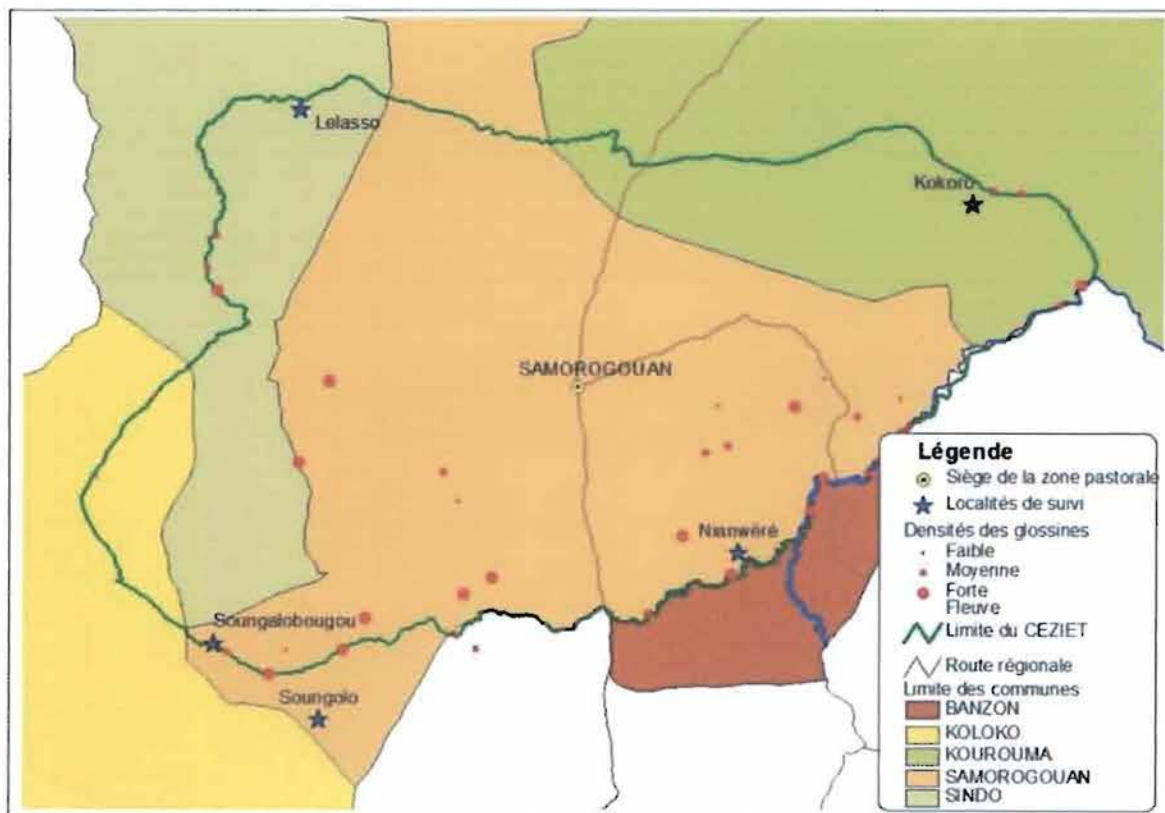 Lelasso
Kokoro
SAMOROGOUAN
Nianwéré
Soungalobougou
Soungolo
Légende
Siège de la zone pastorale
Localités de suivi
Densités des glossines
Faible
Moyenne
Forte
Fleuve
Limite du CEZIET
Route régionale
Limite des communes
BANZON
KOLOKO
KOUROUMA
SAMOROGOUAN
SINDO